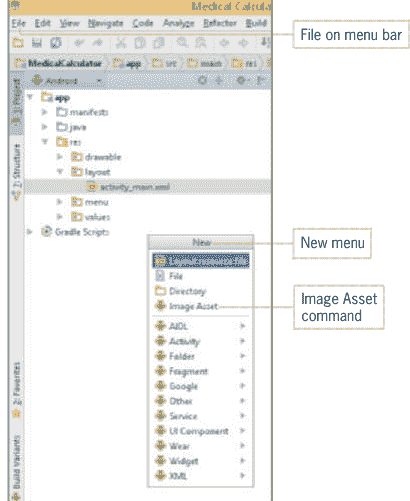 Medical Calcula
File Edit View Navigate Code Analyze Refactor Build
File on menu bar
MedicalCalculator app src main res
Android
1: Project
app
manifests
java
res
7: Structure
drawable
layout
activity_main.xml
menu
values
Gradle Scripts
New
New menu
File
Directory
Image Asset
Image Asset
command
AIDL
Activity
Folder
Fragment
Google
Other
Service
UI Component
Wear
Widget
XML
2: Favorites
Build Variants